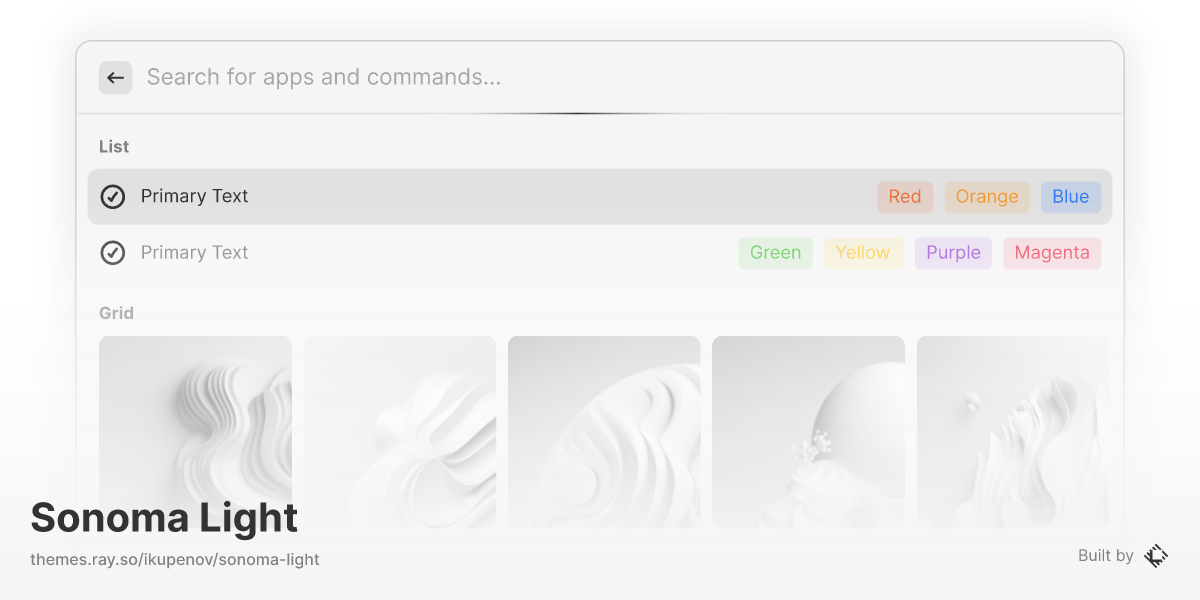 Search for apps and commands...
List
Primary Text Red Orange Blue
Primary Text Green Yellow Purple Magenta
Grid
Sonoma Light
themes.ray.so/ikupenov/sonoma-light
Built by